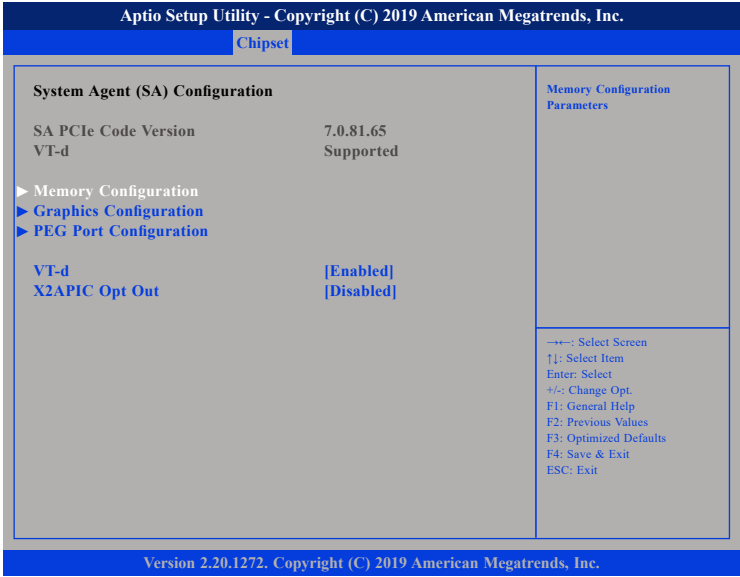 Aptio Setup Utility - Copyright (C) 2019 American Megatrends, Inc.
Chipset
System Agent (SA) Configuration
SA PCIe Code Version 7.0.81.65
VT-d Supported
▶ Memory Configuration
▶ Graphics Configuration
▶ PEG Port Configuration
VT-d [Enabled]
X2APIC Opt Out [Disabled]
Memory Configuration
Parameters
→←: Select Screen
↑↓: Select Item
Enter: Select
+/-: Change Opt.
F1: General Help
F2: Previous Values
F3: Optimized Defaults
F4: Save & Exit
ESC: Exit
Version 2.20.1272. Copyright (C) 2019 American Megatrends, Inc.